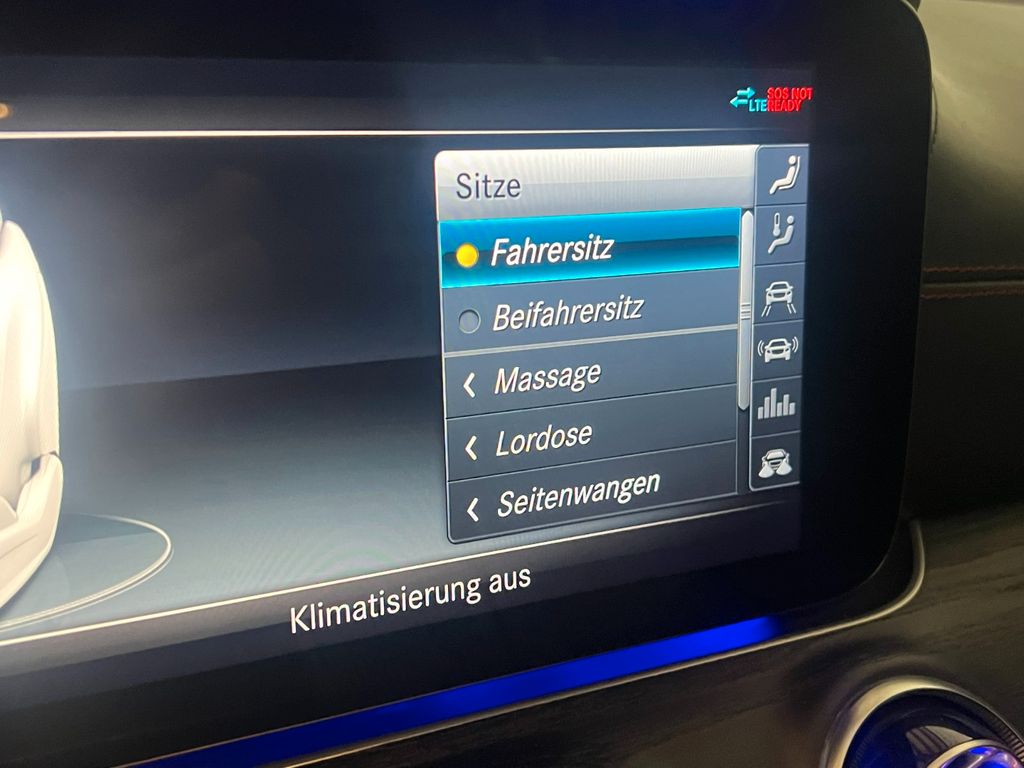 SOS NOT
LTE READY
Sitze
Fahrersitz
Beifahrersitz
Massage
Lordose
Seitenwangen
Klimatisierung aus